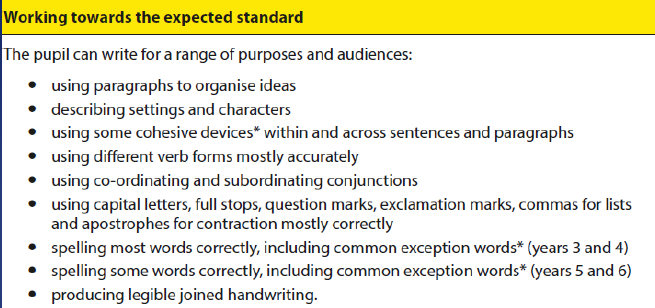 Working towards the expected standard
The pupil can write for a range of purposes and audiences:
• using paragraphs to organise ideas
• describing settings and characters
• using some cohesive devices* within and across sentences and paragraphs
• using different verb forms mostly accurately
• using co-ordinating and subordinating conjunctions
• using capital letters, full stops, question marks, exclamation marks, commas for lists
and apostrophes for contraction mostly correctly
• spelling most words correctly, including common exception words* (years 3 and 4)
• spelling some words correctly, including common exception words* (years 5 and 6)
• producing legible joined handwriting.